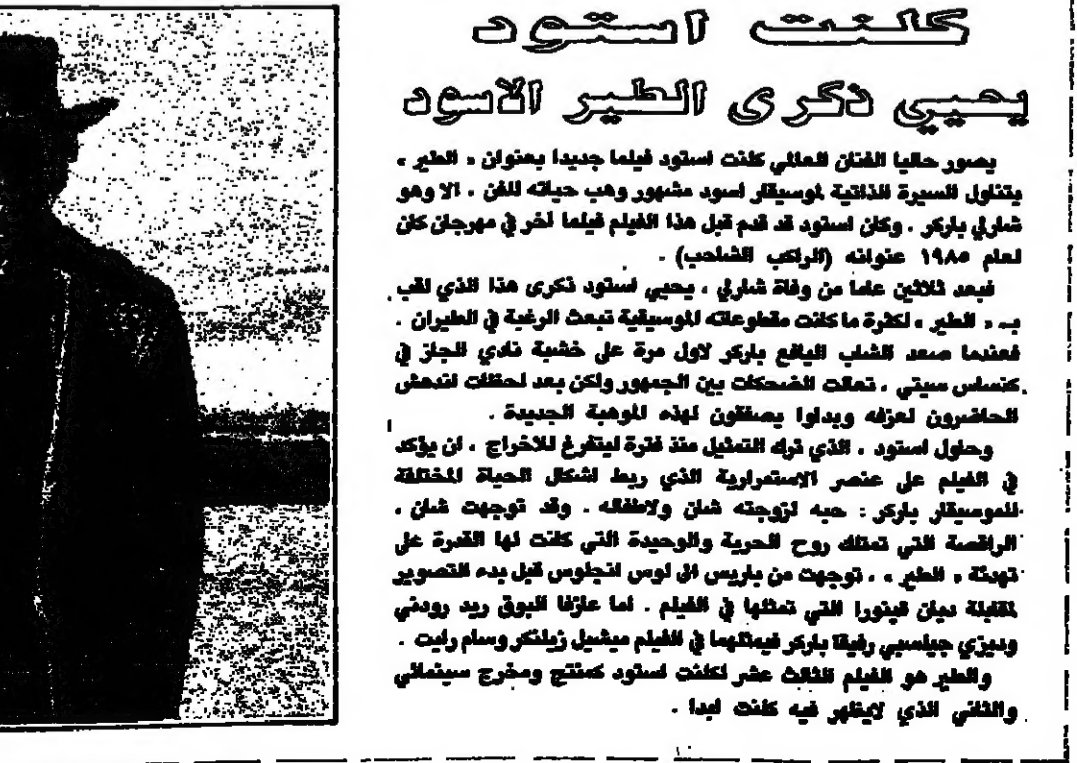 كلنت استود
يحيي ذكرى الطير الاسود
يصور حاليا الفنان العالمي كلنت استود فيلما جديدا بعنوان « الطير »
يتناول السيرة الذاتية لموسيقار اسود مشهور وهب حياته للفن . الا وهو
شارلي باركر . وكان استود قد قدم قبل هذا الفيلم فيلما آخر في مهرجان كان
لعام ١٩٨٥ عنوانه (الراكب الشاحب) .
فبعد ثلاثين عاما من وفاة شارلي ، يحيي استود ذكرى هذا الذي لقب
بـ « الطير » لكثرة ما كانت مقطوعاته الموسيقية تبعث الرغبة في الطيران .
فعندما صعد الشاب اليافع باركر لاول مرة على خشبة نادي الجاز في
كنساس سيتي ، تعالت الضحكات بين الجمهور ولكن بعد لحظات اندهش
الحاضرون لعزفه وبداوا يصفقون لهذه الموهبة الجديدة .
وحاول استود ، الذي ترك التمثيل منذ فترة ليتفرغ للاخراج ، ان يؤكد
في الفيلم على عنصر الاستمرارية الذي ربط اشكال الحياة المختلفة
للموسيقار باركر : حبه لزوجته شان ولاطفاله . وقد توجهت شان ،
الراقصة التي تمتلك روح الحرية والوحيدة التي كانت لها القدرة على
تهدئة « الطير » ، توجهت من باريس الى لوس انجلوس قبل بدء التصوير
لمقابلة ديان فينورا التي تمثلها في الفيلم . اما عازفا البوق ريد رودني
وديزي جيلسبي رفيقا باركر فيمثلهما في الفيلم ميشيل زيلنكر وسام رايت .
والطير هو الفيلم الثالث عشر لكلنت استود كمنتج ومخرج سينمائي
والثاني الذي لايظهر فيه كلنت ابدا .